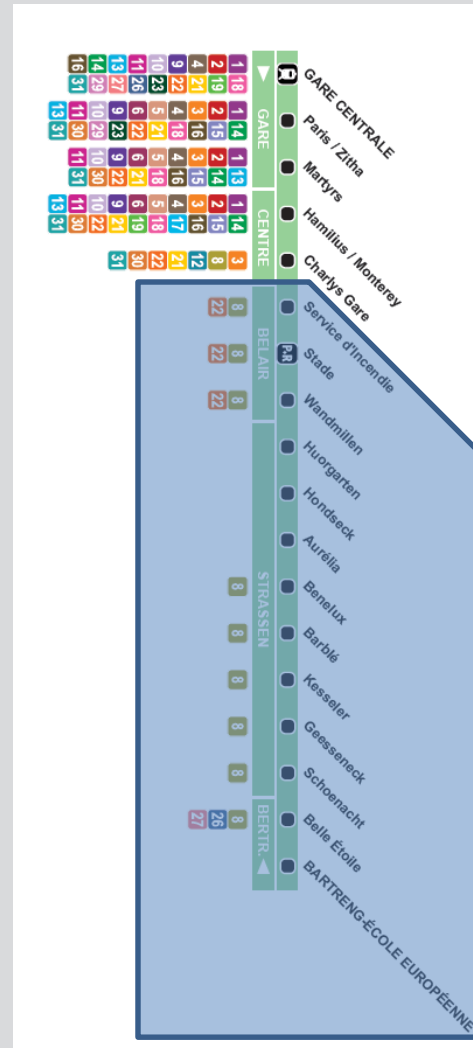 GARE CENTRALE
Paris / Zitha
Martyrs
Hamilius / Monterey
Charlys Gare
Service d'Incendie
Stade
Wandmillen
Huorgarten
Hondseck
Aurélia
Benelux
Barblé
Kesseler
Geesseneck
Schoenacht
Belle Étoile
BARTRENG-ÉCOLE EUROPÉENNE
P+R
GARE
CENTRE
BELAIR
STRASSEN
BERTR.
1 2 4 9 10 11 13 14 16
18 19 21 22 23 26 27 29 31
1 2 3 4 5 6 9 10 11 13
14 15 16 18 21 22 23 29 30 31
1 2 3 4 5 6 9 10 11
13 14 15 16 18 21 22 30 31
1 2 3 4 5 6 9 10 11 13
14 15 16 17 18 19 21 22 30 31
3 8 12 21 22 30 31
8 22
8 22
8 22
8
8
8
8
8
8 26 27